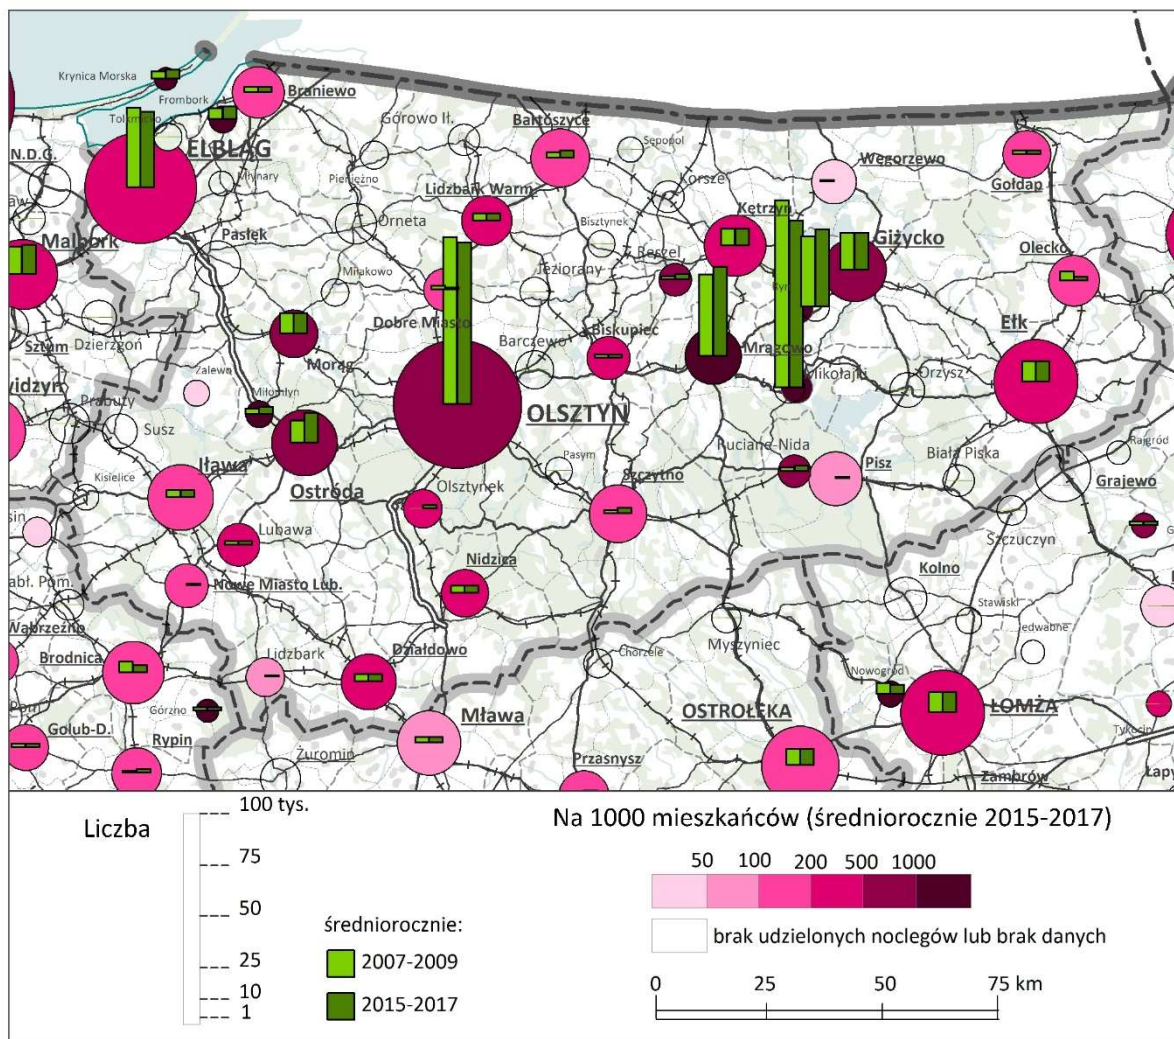 Krynica Morska
Frombork
Braniewo
Tolkmicko
ELBLĄG
Górowo Ił.
Bartoszyce
Sępopol
Węgorzewo
Gołdap
N.D.G.
Młynary
Pieniężno
Lidzbark Warm.
Korsze
Kętrzyn
Orneta
Bisztynek
Reszel
Giżycko
Olecko
Malbork
Pasłęk
Miłakowo
Jeziorany
Sztum
Dzierzgoń
Dobre Miasto
Barczewo
Biskupiec
Mrągowo
Mikołajki
Orzysz
Ełk
Morąg
Zalewo
Miłomłyn
widzyn
Prabuty
Susz
OLSZTYN
Ruciane-Nida
Pasym
Pisz
Biała Piska
Rajgród
Kisielice
Iława
Ostróda
Olsztynek
Szczytno
Grajewo
sin
Lubawa
Szczuczyn
Nidzica
Kolno
abł. Pom.
Nowe Miasto Lub.
Stawiski
Wąbrzeźno
Myszyniec
Jedwabne
Brodnica
Lidzbark
Działdowo
Chorzele
Nowogród
Górzno
Mława
OSTROŁĘKA
ŁOMŻA
Golub-D.
Rypin
Żuromin
Przasnysz
Zambrów
Tykocin
Łapy
Liczba
100 tys.
75
50
25
10
1
średniorocznie:
2007-2009
2015-2017
Na 1000 mieszkańców (średniorocznie 2015-2017)
50 100 200 500 1000
brak udzielonych noclegów lub brak danych
0 25 50 75 km